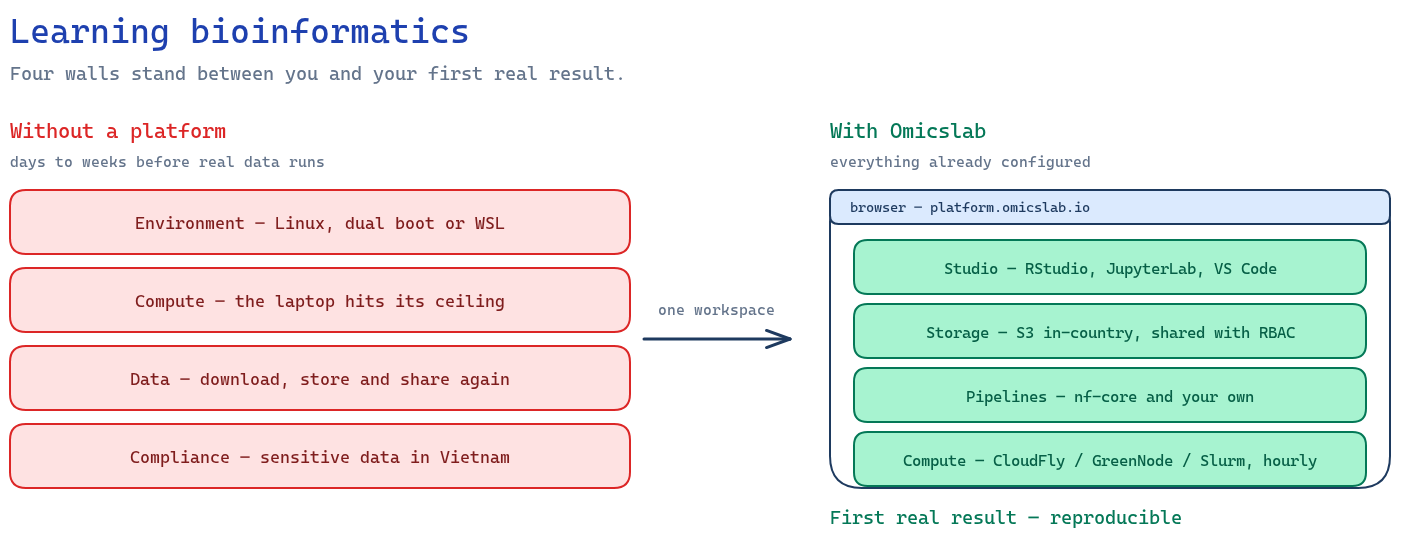 Learning bioinformatics
Four walls stand between you and your first real result.
Without a platform
days to weeks before real data runs
Environment — Linux, dual boot or WSL
Compute — the laptop hits its ceiling
Data — download, store and share again
Compliance — sensitive data in Vietnam
one workspace
With Omicslab
everything already configured
browser — platform.omicslab.io
Studio — RStudio, JupyterLab, VS Code
Storage — S3 in-country, shared with RBAC
Pipelines — nf-core and your own
Compute — CloudFly / GreenNode / Slurm, hourly
First real result — reproducible